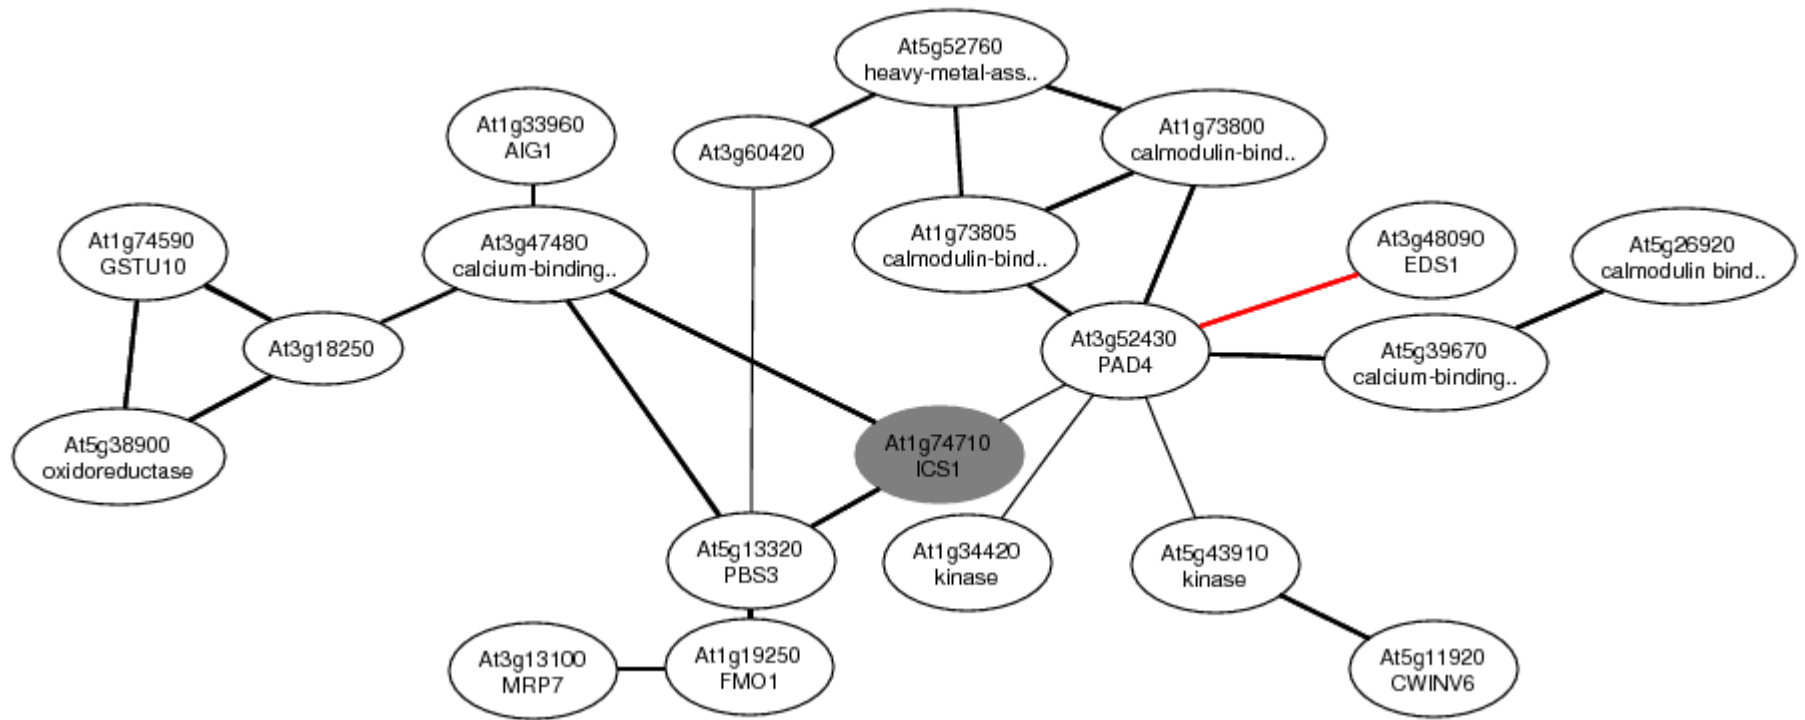 At5g52760
heavy-metal-ass..
At1g33960
AIG1
At3g60420
At1g73800
calmodulin-bind..
At1g74590
GSTU10
At3g47480
calcium-binding..
At1g73805
calmodulin-bind..
At3g48090
EDS1
At5g26920
calmodulin bind..
At3g18250
At3g52430
PAD4
At5g39670
calcium-binding..
At5g38900
oxidoreductase
At1g74710
ICS1
At5g13320
PBS3
At1g34420
kinase
At5g43910
kinase
At3g13100
MRP7
At1g19250
FMO1
At5g11920
CWINV6